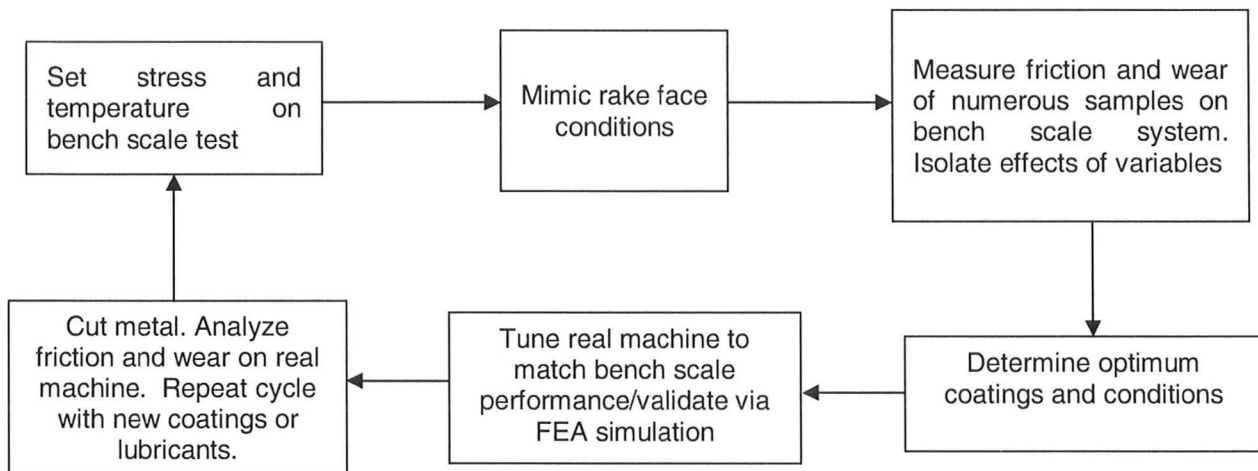 Set stress and
temperature on
bench scale test
Mimic rake face
conditions
Measure friction and wear
of numerous samples on
bench scale system.
Isolate effects of variables
Determine optimum
coatings and conditions
Tune real machine to
match bench scale
performance/validate via
FEA simulation
Cut metal. Analyze
friction and wear on real
machine. Repeat cycle
with new coatings or
lubricants.